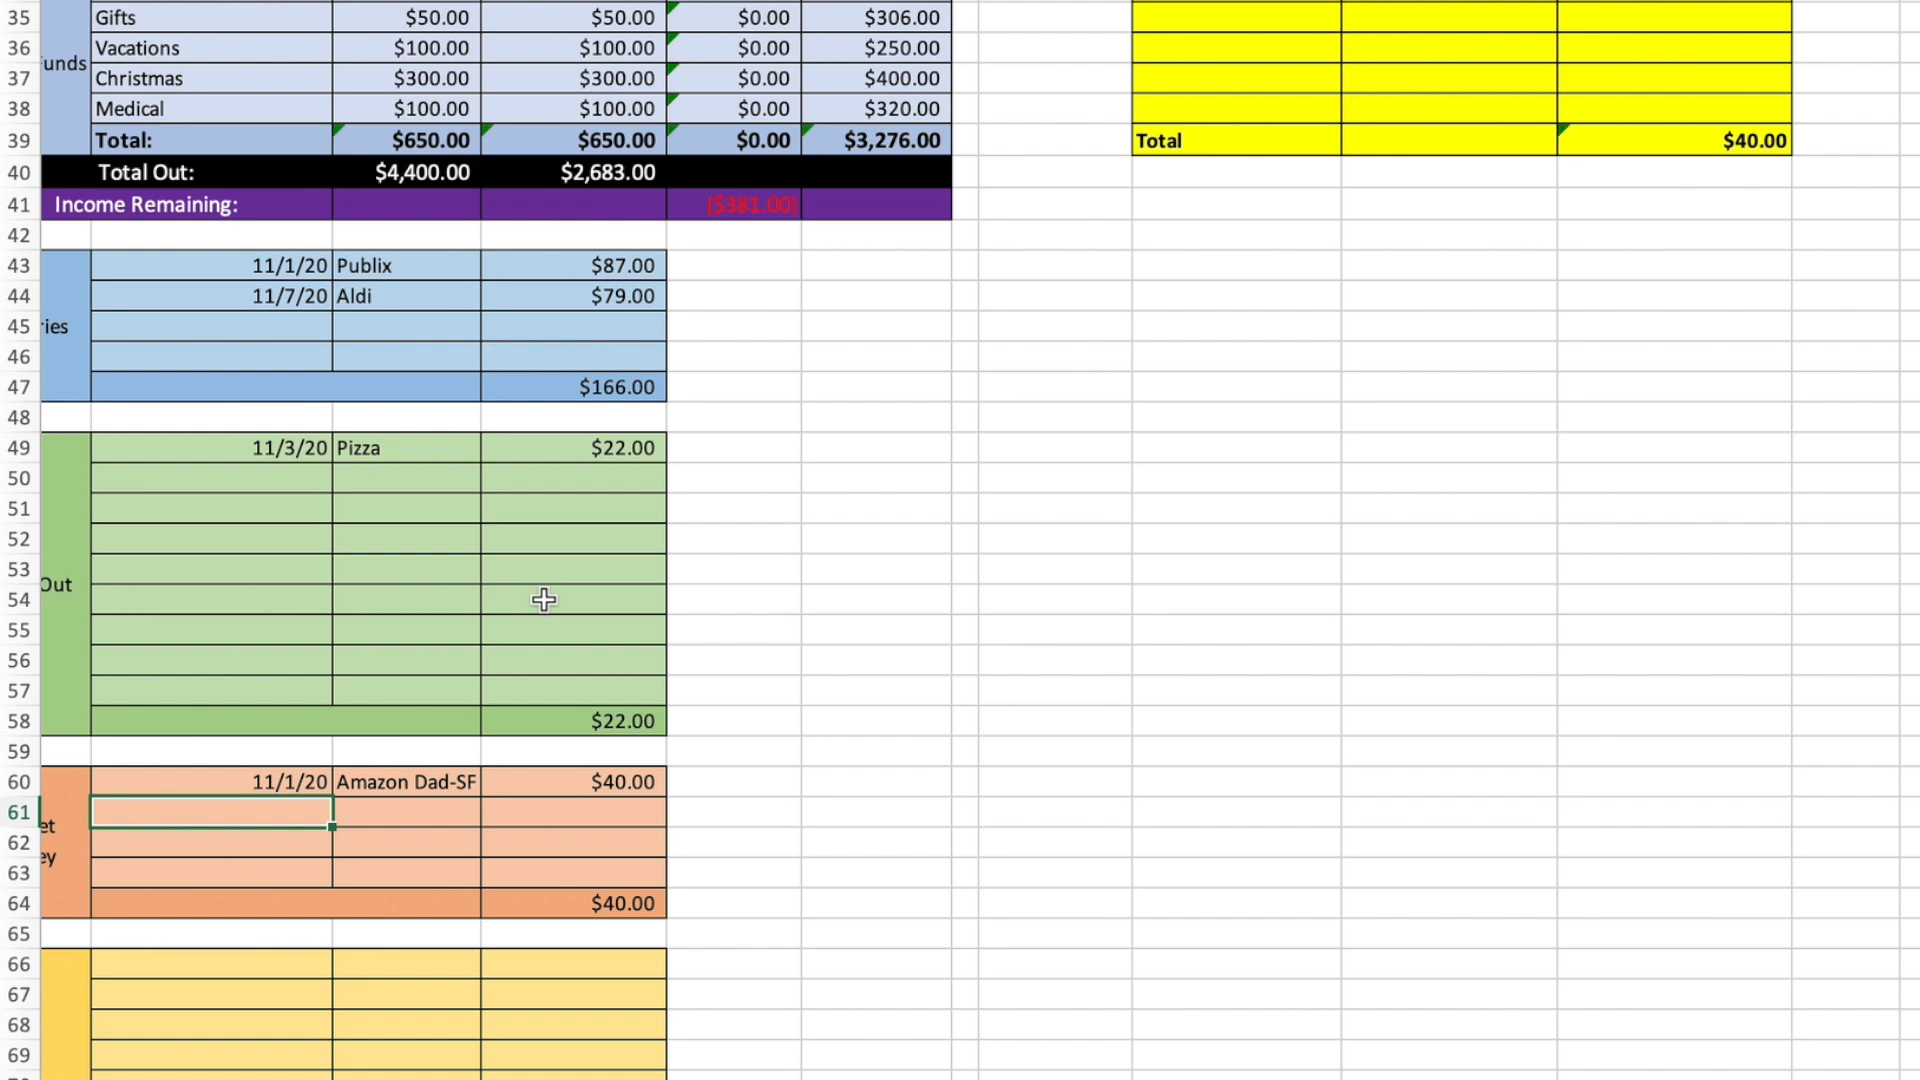 35 Gifts $50.00 $50.00 $0.00 $306.00
36 Vacations $100.00 $100.00 $0.00 $250.00
unds
37 Christmas $300.00 $300.00 $0.00 $400.00
38 Medical $100.00 $100.00 $0.00 $320.00
39 Total: $650.00 $650.00 $0.00 $3,276.00 Total $40.00
40 Total Out: $4,400.00 $2,683.00
41 Income Remaining: ($381.00)
42
43 11/1/20 Publix $87.00
44 11/7/20 Aldi $79.00
45 ries
46
47 $166.00
48
49 11/3/20 Pizza $22.00
50
51
52
53
Out
54
55
56
57
58 $22.00
59
60 11/1/20 Amazon Dad-SF $40.00
61
et
62
ey
63
64 $40.00
65
66
67
68
69